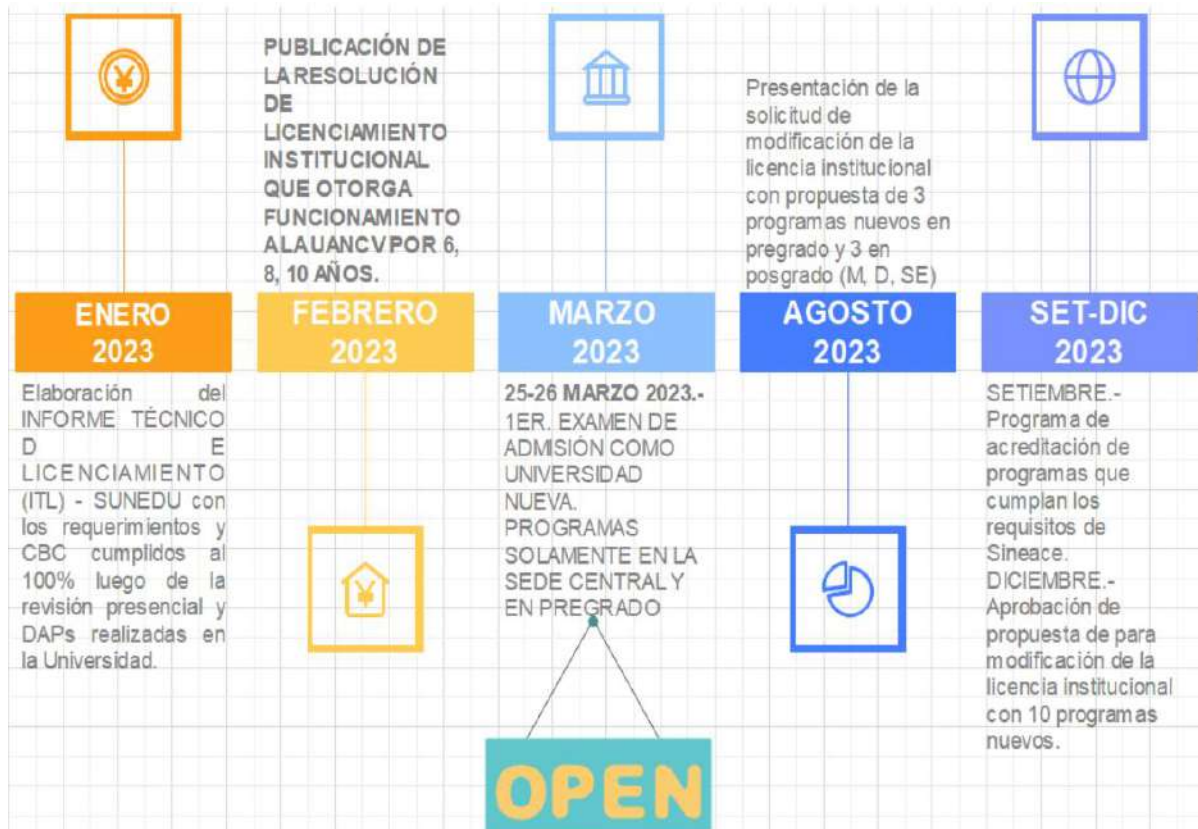 PUBLICACIÓN DE
LA RESOLUCIÓN
DE
LICENCIAMIENTO
INSTITUCIONAL
QUE OTORGA
FUNCIONAMIENTO
A LA UANCV POR 6,
8, 10 AÑOS.
Presentación de la
solicitud de
modificación de la
licencia institucional
con propuesta de 3
programas nuevos en
pregrado y 3 en
posgrado (M, D, SE)
ENERO
2023
FEBRERO
2023
MARZO
2023
AGOSTO
2023
SET-DIC
2023
Elaboración del
INFORME TÉCNICO
D E
LICENCIAMIENTO
(ITL) - SUNEDU con
los requerimientos y
CBC cumplidos al
100% luego de la
revisión presencial y
DAPs realizadas en
la Universidad.
25-26 MARZO 2023.-
1ER. EXAMEN DE
ADMISIÓN COMO
UNIVERSIDAD
NUEVA.
PROGRAMAS
SOLAMENTE EN LA
SEDE CENTRAL Y
EN PREGRADO
OPEN
SETIEMBRE.-
Programa de
acreditación de
programas que
cumplan los
requisitos de
Sineace.
DICIEMBRE.-
Aprobación de
propuesta de para
modificación de la
licencia institucional
con 10 programas
nuevos.